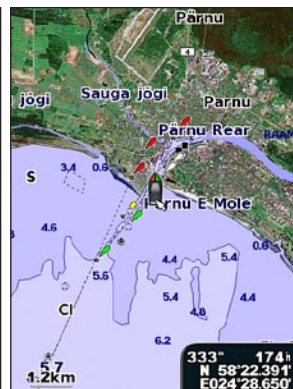 Pärnu
4
Sauga jõgi
i jõgi
Parnu
Pärnu Rear
RAAM
3.4
0.6
S
Pärnu E Mole
4.6
0.6
5.6
4.4
5.4
5.4
4.4
Cl
4.8
6.2
5.7
1.2km
333° 174
N 58°22.391'
E024°28.650'